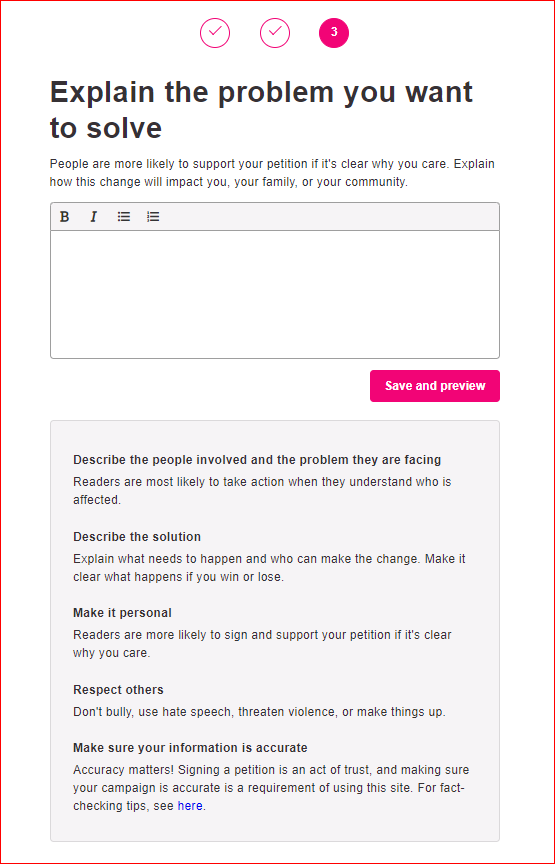 3
Explain the problem you want
to solve
People are more likely to support your petition if it's clear why you care. Explain
how this change will impact you, your family, or your community.
B I
Save and preview
Describe the people involved and the problem they are facing
Readers are most likely to take action when they understand who is
affected.
Describe the solution
Explain what needs to happen and who can make the change. Make it
clear what happens if you win or lose.
Make it personal
Readers are more likely to sign and support your petition if it's clear
why you care.
Respect others
Don't bully, use hate speech, threaten violence, or make things up.
Make sure your information is accurate
Accuracy matters! Signing a petition is an act of trust, and making sure
your campaign is accurate is a requirement of using this site. For fact-
checking tips, see here.